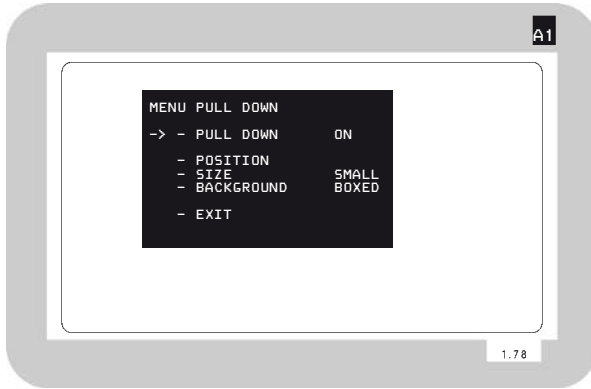 A1
MENU PULL DOWN
-> - PULL DOWN ON
- POSITION
- SIZE SMALL
- BACKGROUND BOXED
- EXIT
1.78